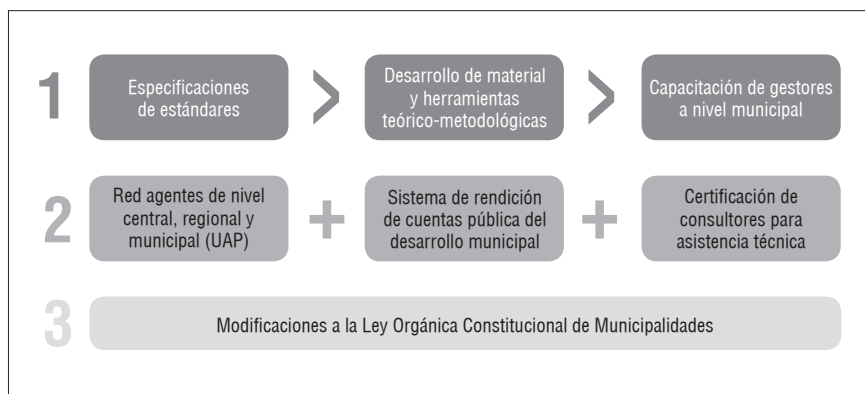 1
Especificaciones
de estándares
>
Desarrollo de material
y herramientas
teórico-metodológicas
>
Capacitación de gestores
a nivel municipal
2
Red agentes de nivel
central, regional y
municipal (UAP)
+
Sistema de rendición
de cuentas pública del
desarrollo municipal
+
Certificación de
consultores para
asistencia técnica
3
Modificaciones a la Ley Orgánica Constitucional de Municipalidades